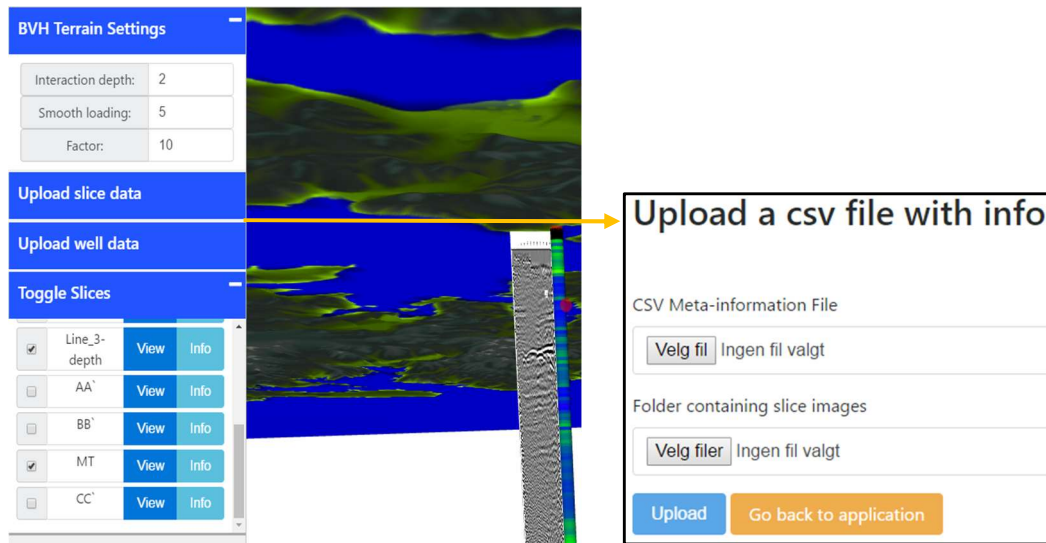 BVH Terrain Settings
Interaction depth: 2
Smooth loading: 5
Factor: 10
Upload slice data
Upload well data
Toggle Slices
Line_3-
depth View Info
AA` View Info
BB` View Info
MT View Info
CC` View Info
Upload a csv file with info
CSV Meta-information File
Velg fil Ingen fil valgt
Folder containing slice images
Velg filer Ingen fil valgt
Upload Go back to application